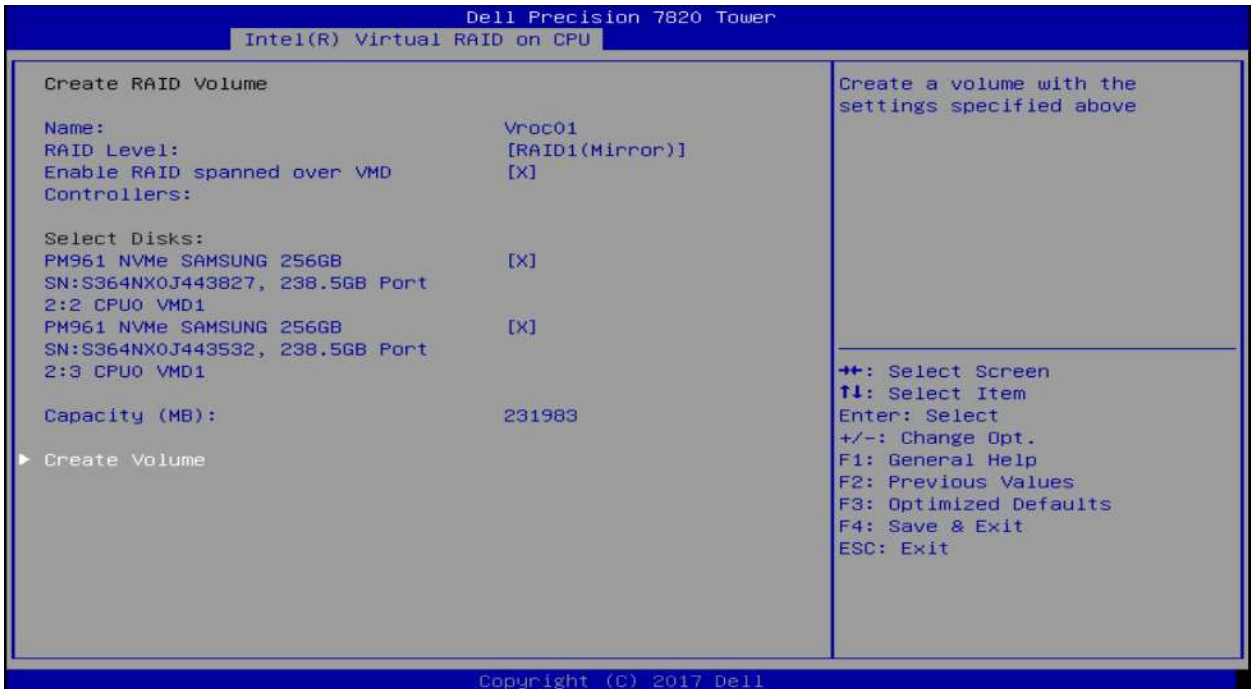 Dell Precision 7820 Tower
Intel(R) Virtual RAID on CPU
Create RAID Volume
Name: Vroc01
RAID Level: [RAID1(Mirror)]
Enable RAID spanned over VMD [X]
Controllers:
Select Disks:
PM961 NVMe SAMSUNG 256GB [X]
SN:S364NX0J443827, 238.5GB Port
2:2 CPU0 VMD1
PM961 NVMe SAMSUNG 256GB [X]
SN:S364NX0J443532, 238.5GB Port
2:3 CPU0 VMD1
Capacity (MB): 231983
▶ Create Volume
Create a volume with the
settings specified above
→←: Select Screen
↑↓: Select Item
Enter: Select
+/-: Change Opt.
F1: General Help
F2: Previous Values
F3: Optimized Defaults
F4: Save & Exit
ESC: Exit
Copyright (C) 2017 Dell